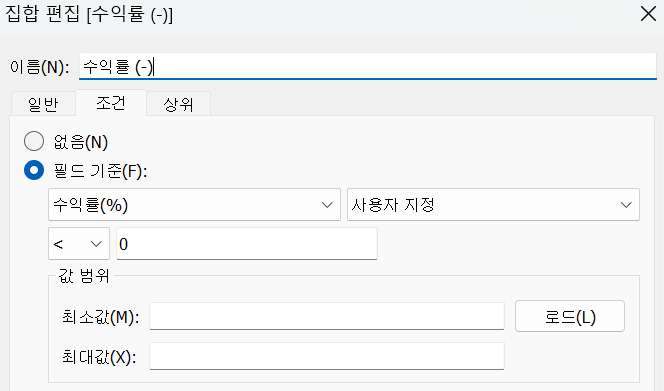 집합 편집 [수익률 (-)]
이름(N): 수익률 (-)
일반 조건 상위
없음(N)
필드 기준(F):
수익률(%) 사용자 지정
< 0
값 범위
최소값(M): 로드(L)
최대값(X):